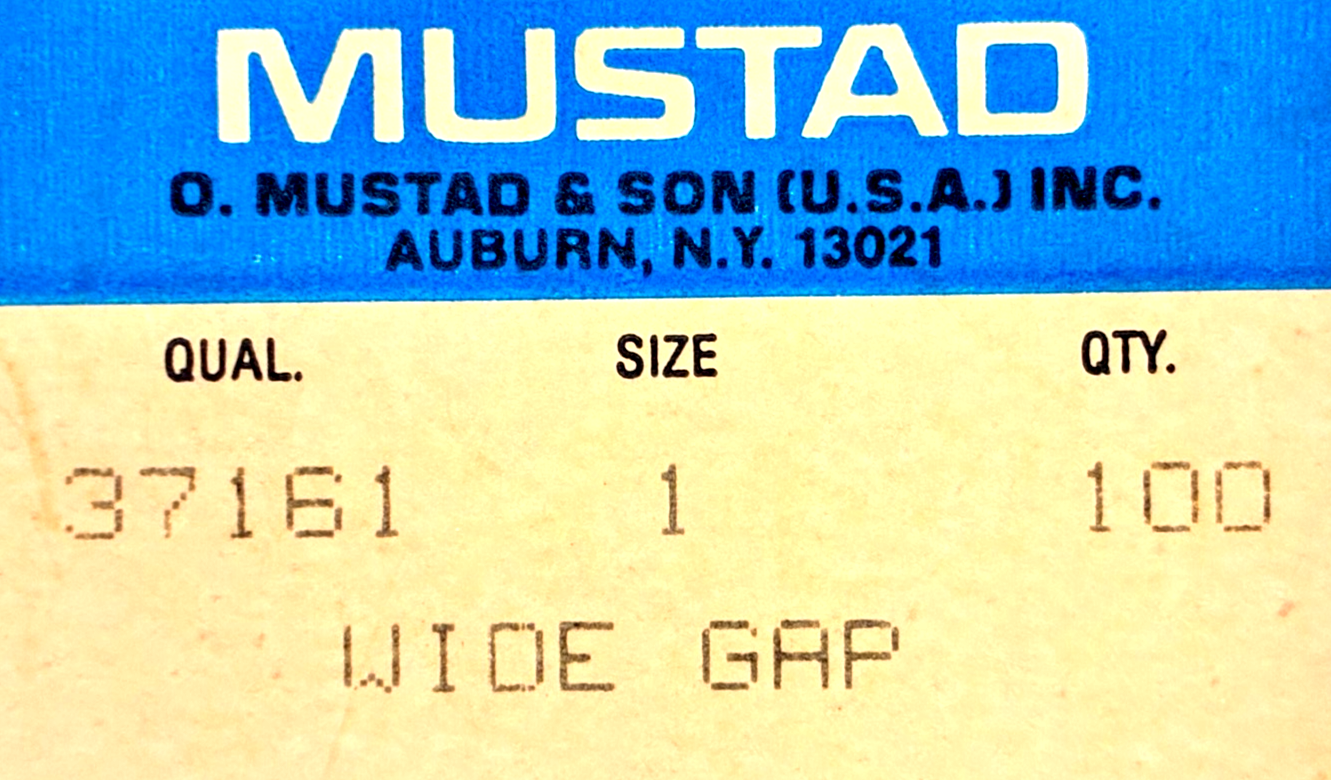 MUSTAD
O. MUSTAD & SON (U.S.A.) INC.
AUBURN, N.Y. 13021
QUAL. SIZE QTY.
37161 1 100
WIDE GAP